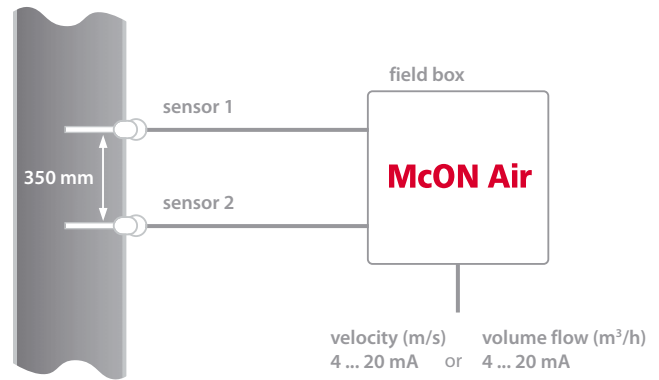 field box
sensor 1
McON Air
350 mm
sensor 2
velocity (m/s) volume flow (m³/h)
4 ... 20 mA or 4 ... 20 mA